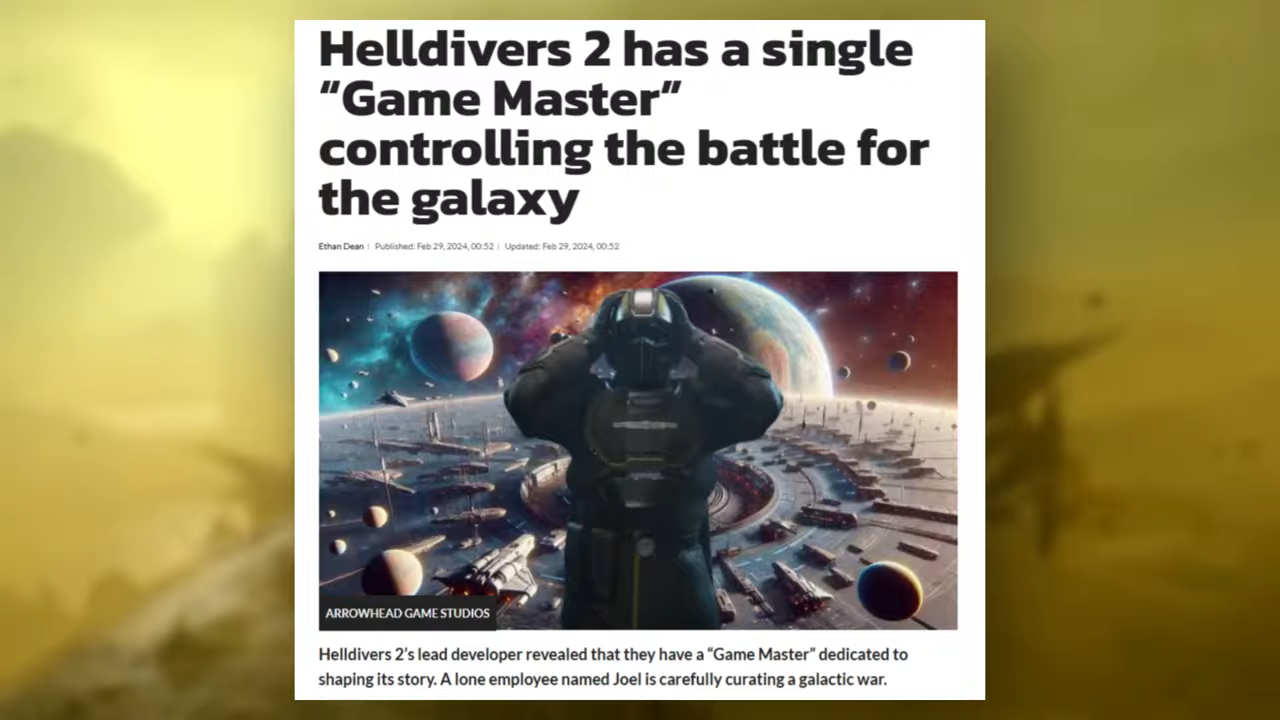 Helldivers 2 has a single
“Game Master”
controlling the battle for
the galaxy
Ethan Dean | Published: Feb 29, 2024, 00:52 | Updated: Feb 29, 2024, 00:52
ARROWHEAD GAME STUDIOS
Helldivers 2’s lead developer revealed that they have a “Game Master” dedicated to
shaping its story. A lone employee named Joel is carefully curating a galactic war.